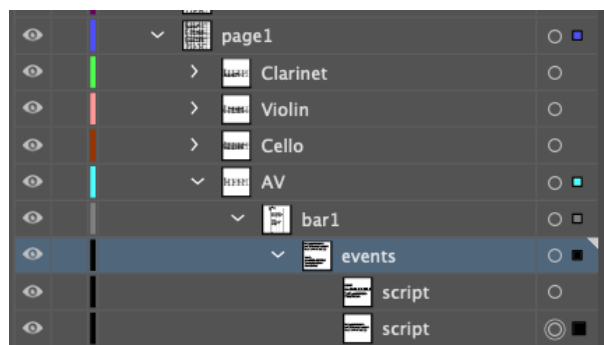 page1
Clarinet
Violin
Cello
AV
bar1
events
script
script